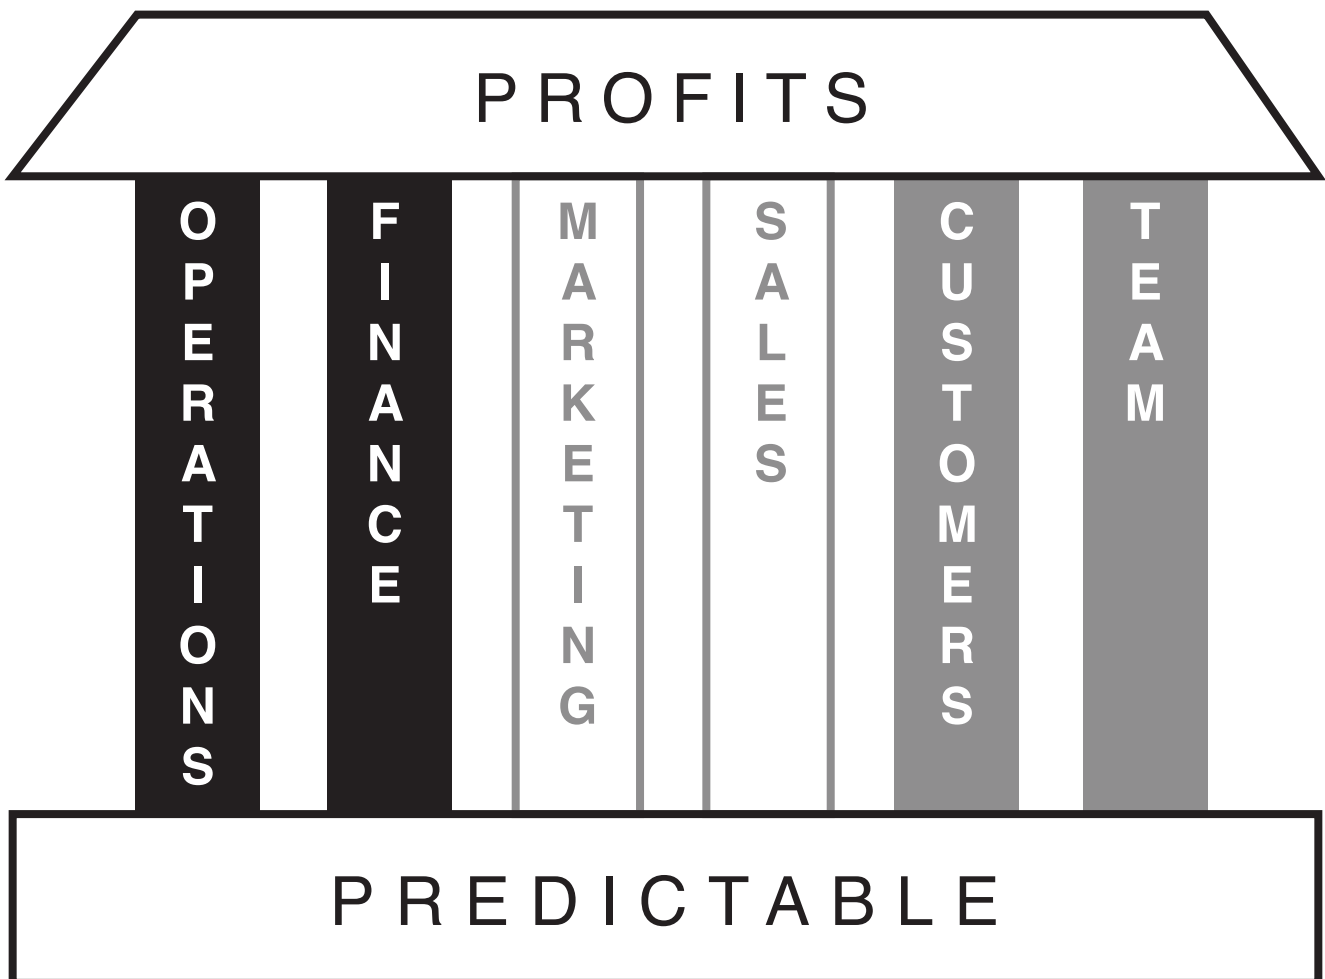 PROFITS
OPERATIONS
FINANCE
MARKETING
SALES
CUSTOMERS
TEAM
PREDICTABLE